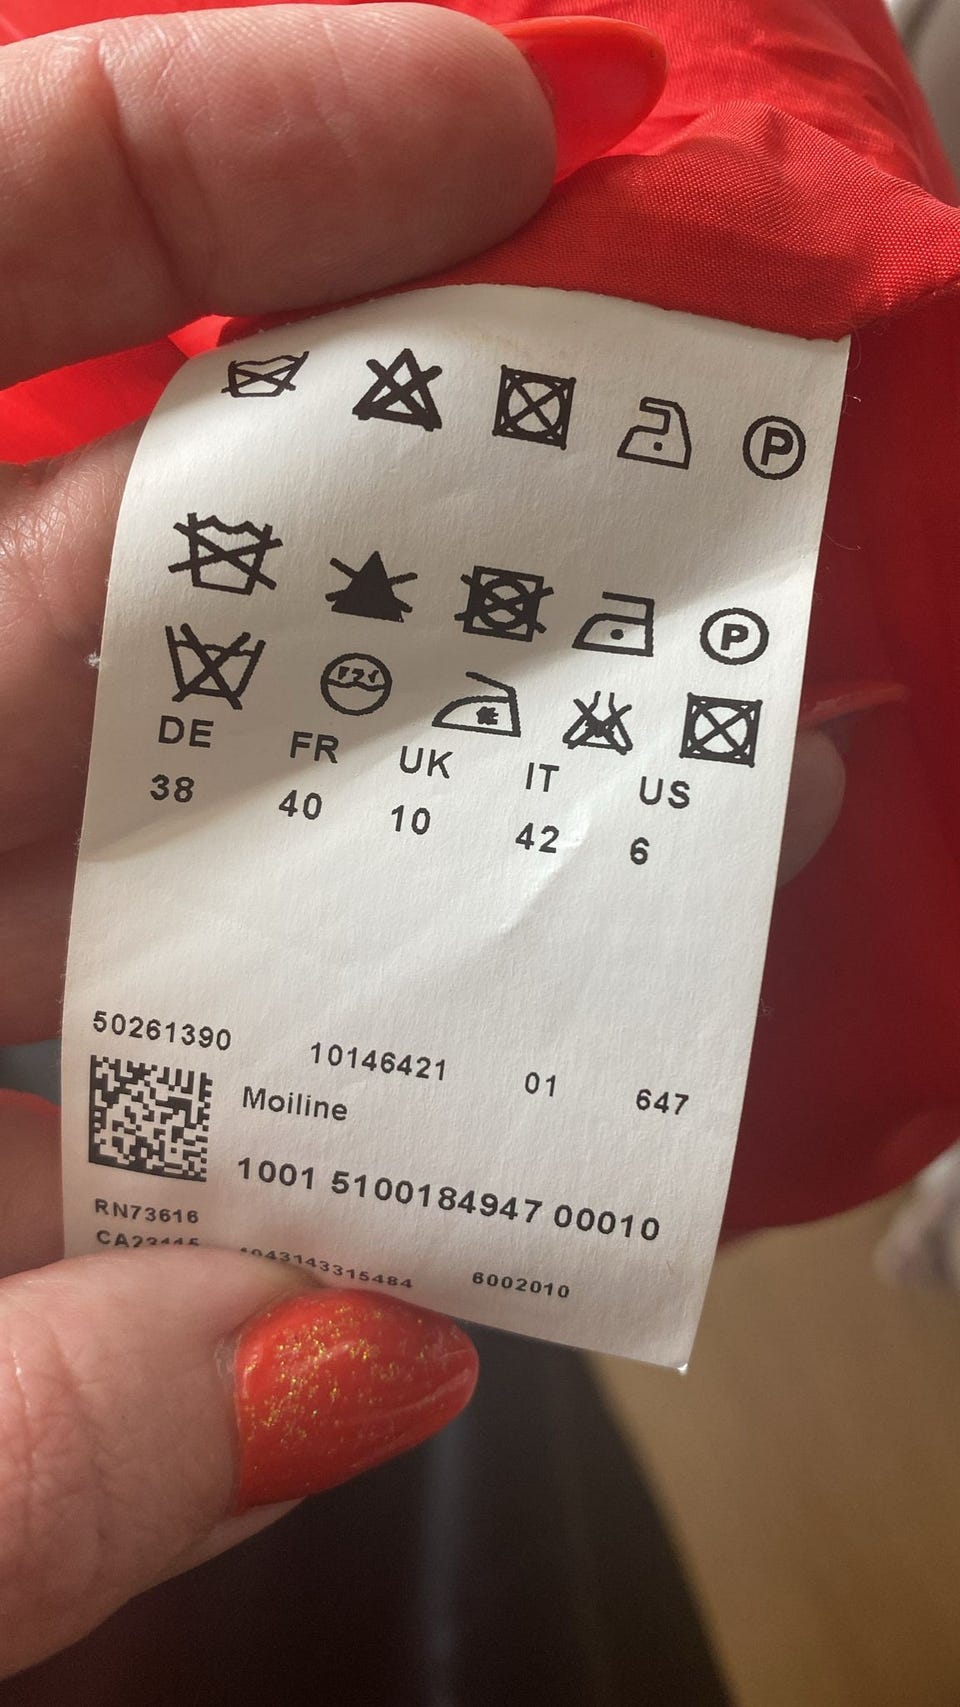 P
P
DE FR UK IT US
38 40 10 42 6
50261390 10146421 01 647
Moiline
1001 5100184947 00010
RN73616
6002010